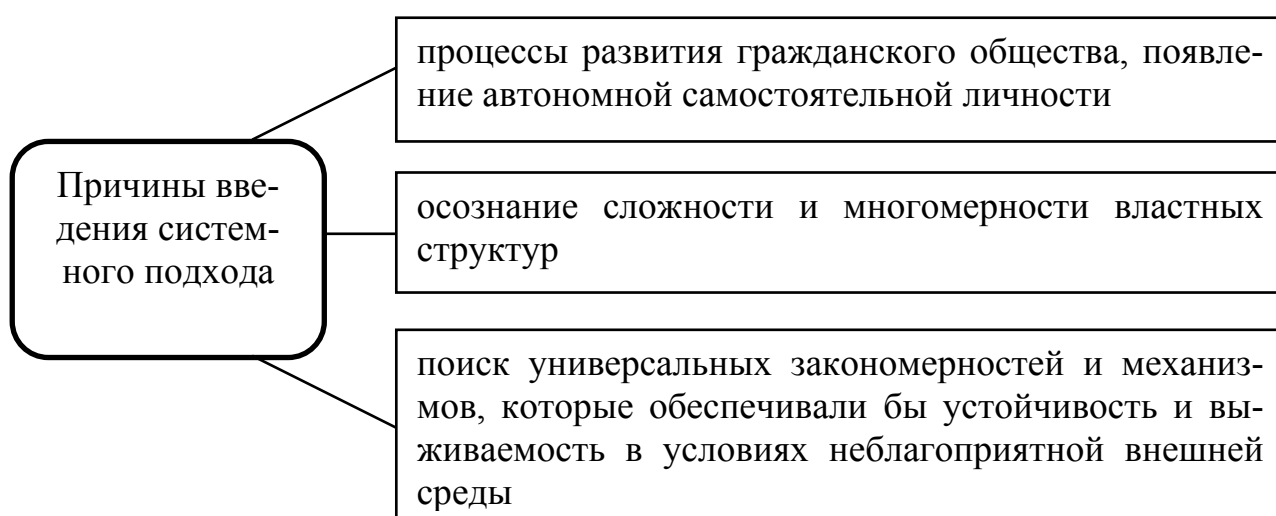 Причины вве-
дения систем-
ного подхода
процессы развития гражданского общества, появле-
ние автономной самостоятельной личности
осознание сложности и многомерности властных
структур
поиск универсальных закономерностей и механиз-
мов, которые обеспечивали бы устойчивость и вы-
живаемость в условиях неблагоприятной внешней
среды